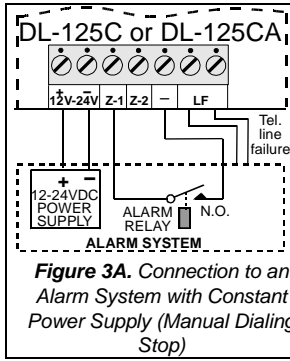 DL-125C or DL-125CA
+ –
12V-24V Z-1 Z-2 – LF
Tel.
line
failure
+ –
12-24VDC
POWER
SUPPLY
ALARM
RELAY
N.O.
ALARM SYSTEM
Figure 3A. Connection to an
Alarm System with Constant
Power Supply (Manual Dialing
Stop)